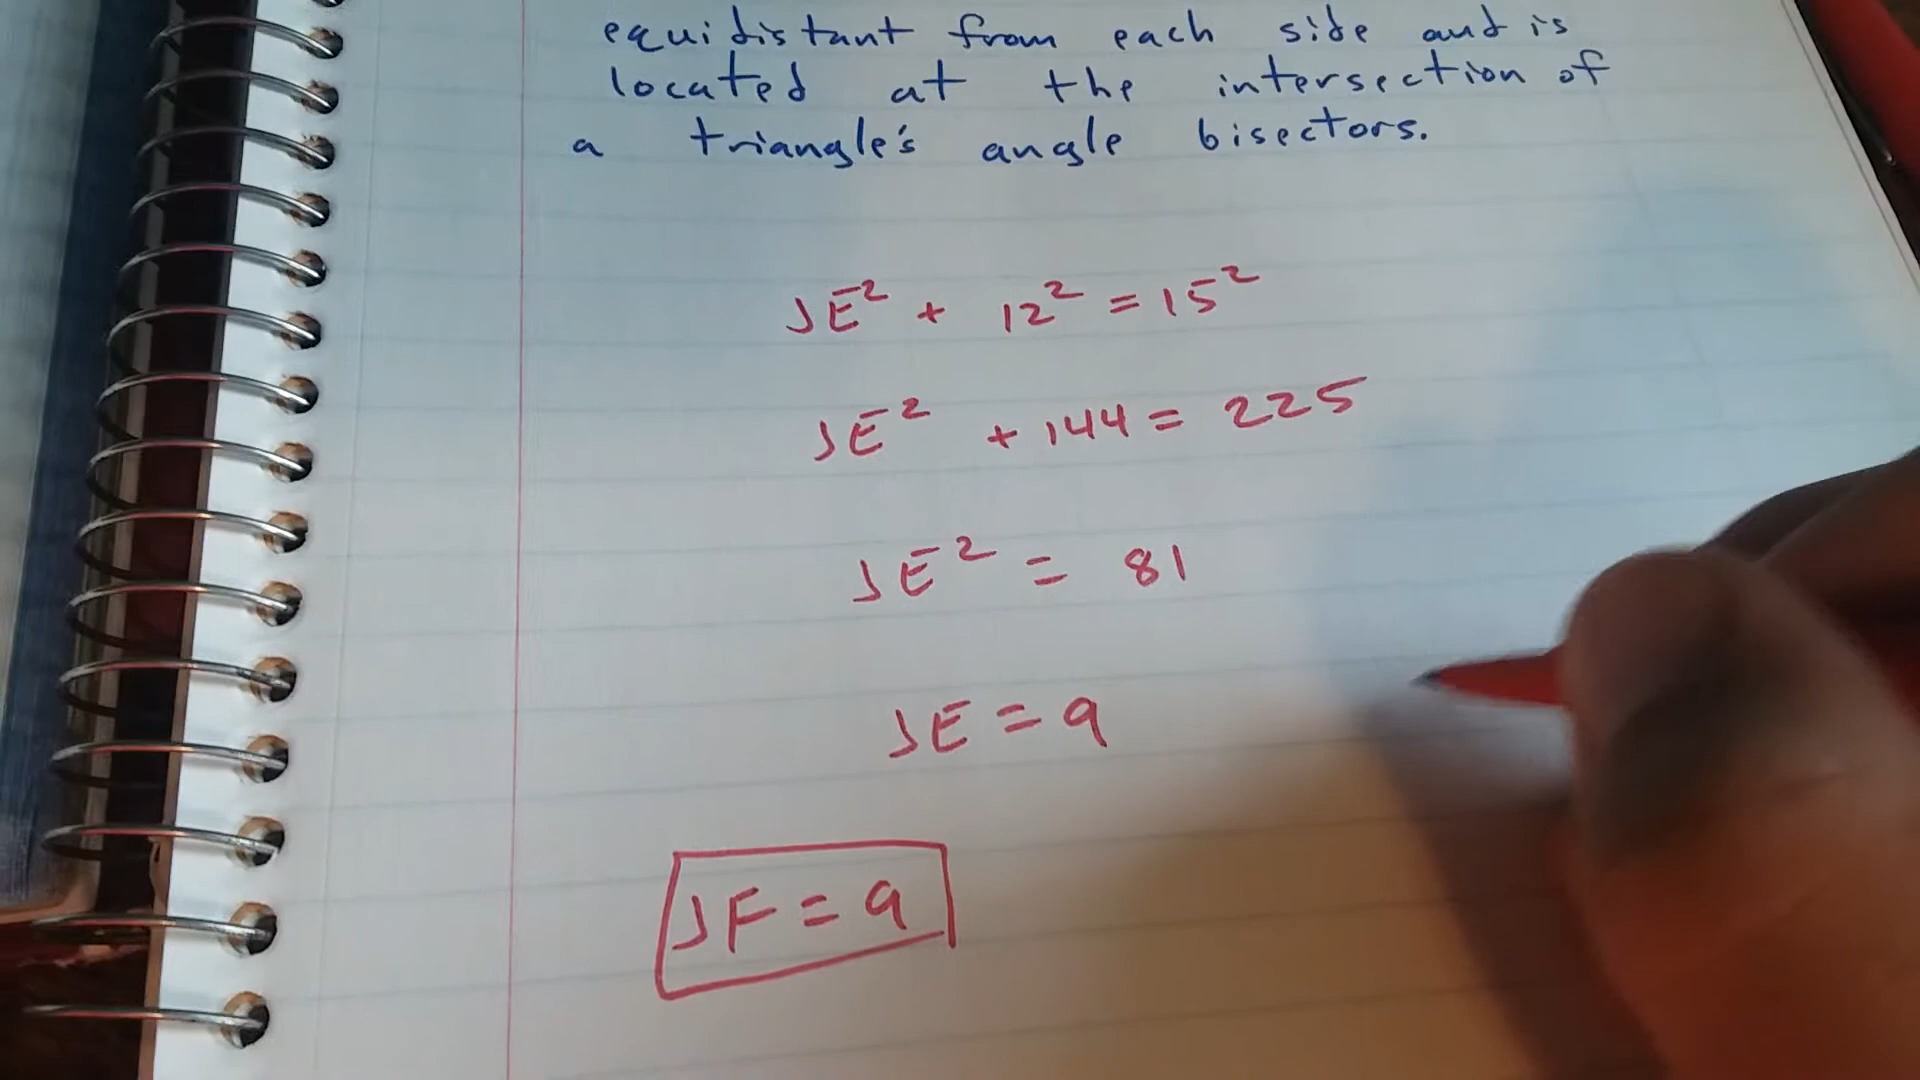 equidistant from each side and is
located at the intersection of
a triangle's angle bisectors.
JE² + 12² = 15²
JE² + 144 = 225
JE² = 81
JE = 9
JF = 9